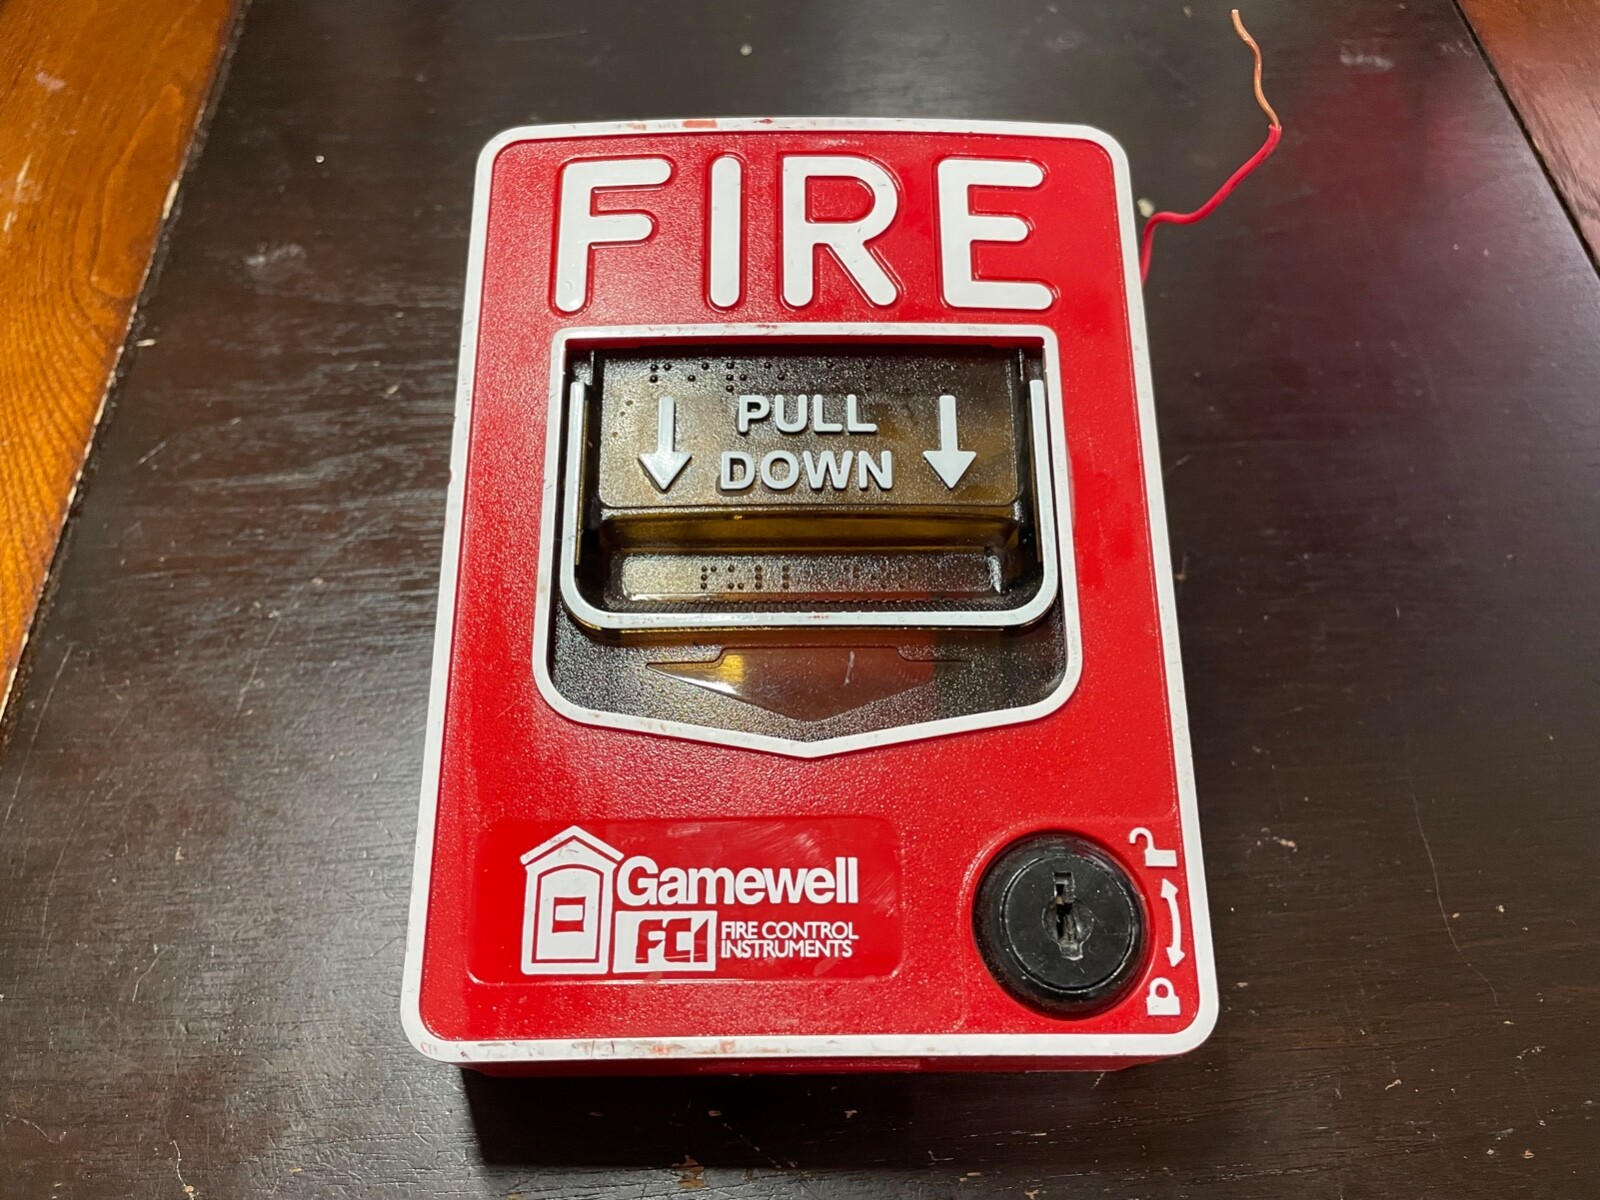 FIRE
PULL
DOWN
Gamewell
FCI
FIRE CONTROL
INSTRUMENTS